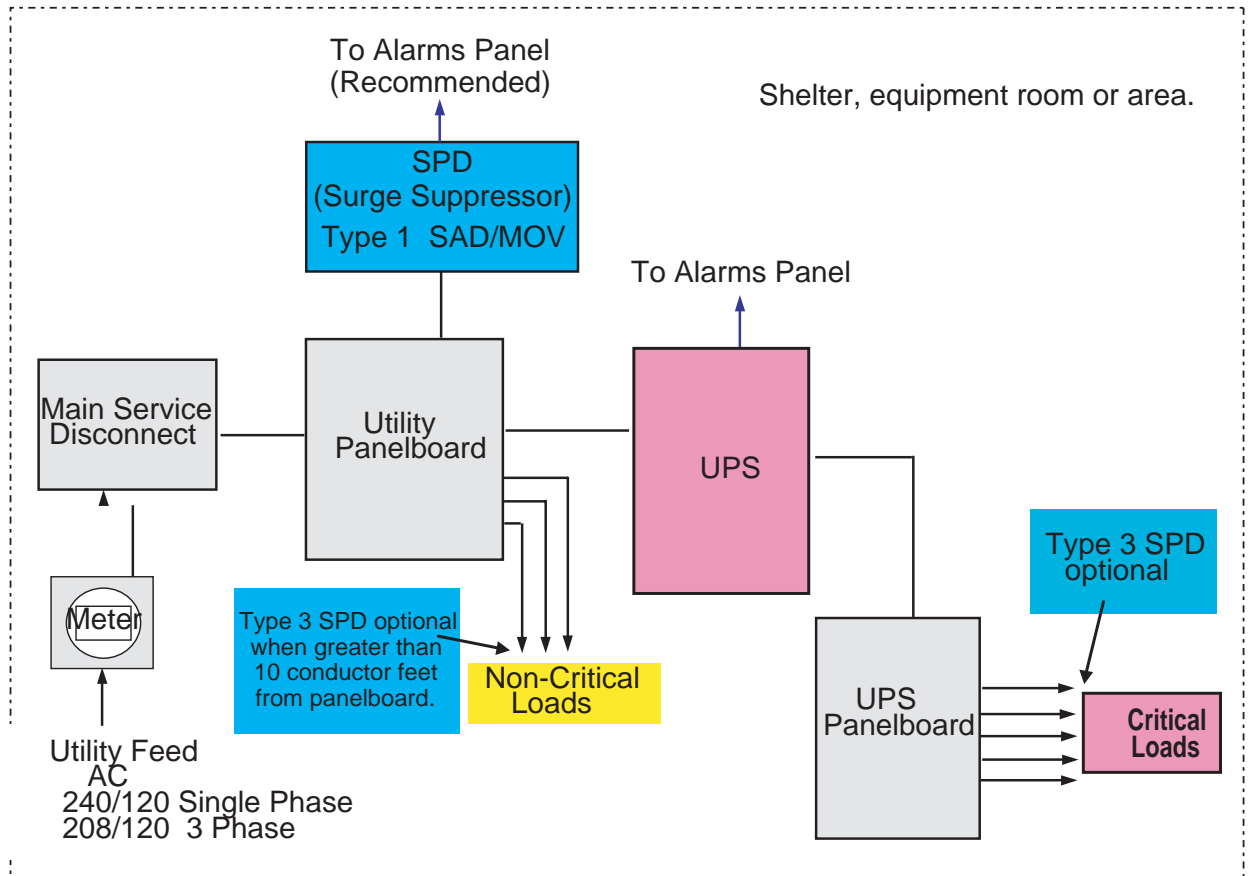 To Alarms Panel
(Recommended)
Shelter, equipment room or area.
SPD
(Surge Suppressor)
Type 1 SAD/MOV
To Alarms Panel
Main Service
Disconnect
Utility
Panelboard
UPS
Type 3 SPD
optional
Meter
Type 3 SPD optional
when greater than
10 conductor feet
from panelboard.
Non-Critical
Loads
UPS
Panelboard
Critical
Loads
Utility Feed
AC
240/120 Single Phase
208/120 3 Phase